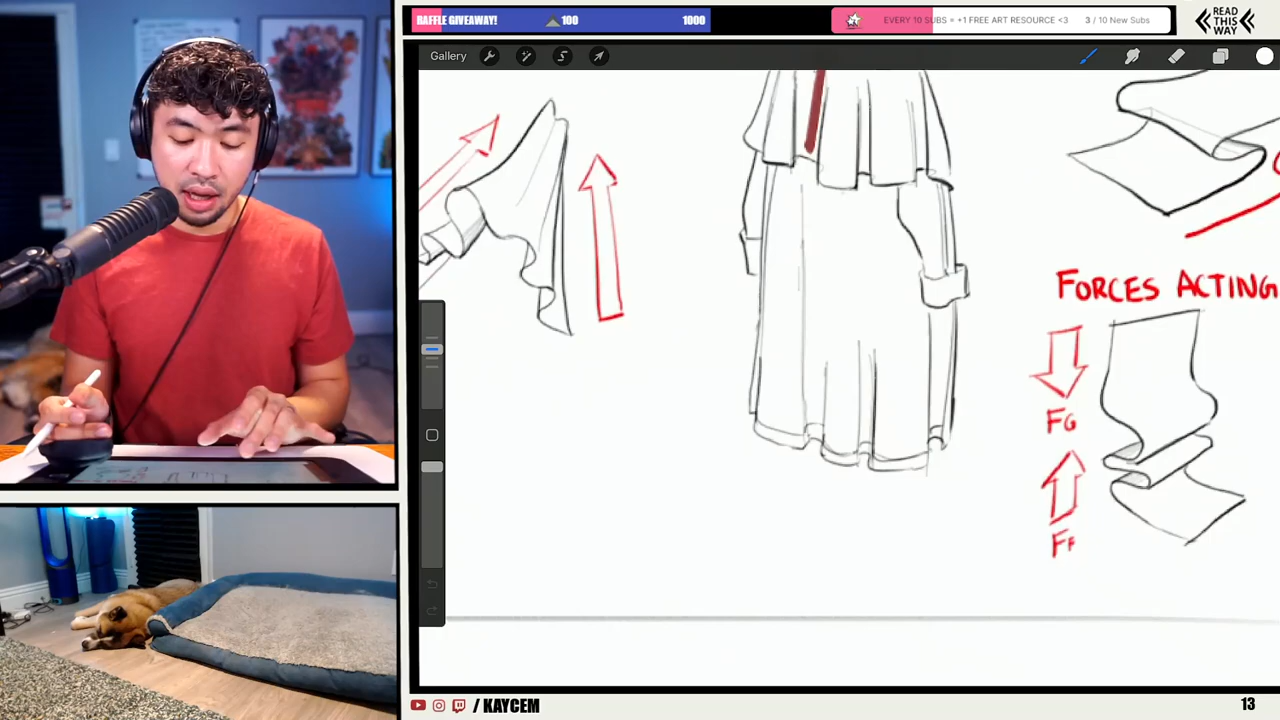 RAFFLE GIVEAWAY!
100
1000
EVERY 10 SUBS = +1 FREE ART RESOURCE <3
3 / 10 New Subs
READ
THIS
WAY
Gallery
FORCES ACTING
FG
FF
/ KAYCEM
13